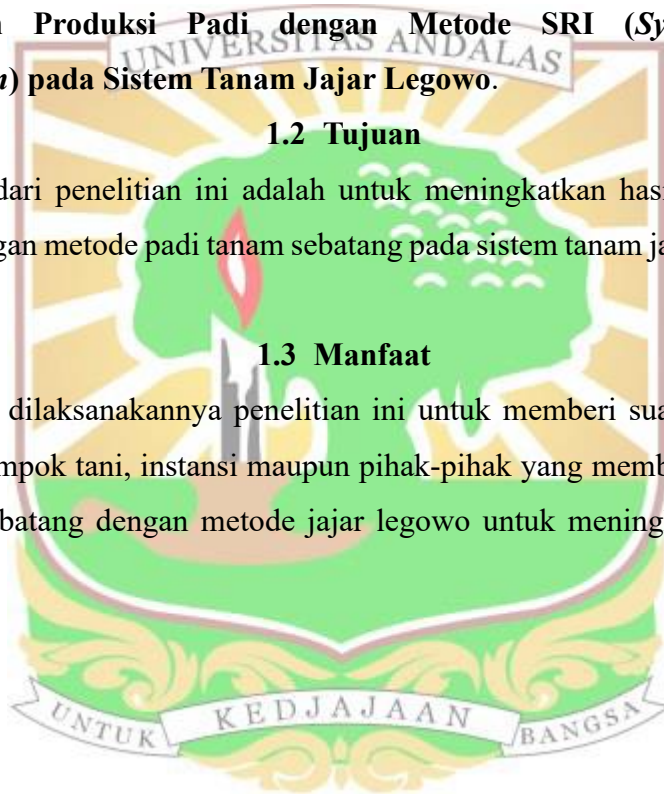 Produksi Padi dengan Metode SRI (Sy
UNIVERSITAS ANDALAS
) pada Sistem Tanam Jajar Legowo.
1.2 Tujuan
dari penelitian ini adalah untuk meningkatkan hasi
gan metode padi tanam sebatang pada sistem tanam ja
1.3 Manfaat
dilaksanakannya penelitian ini untuk memberi sua
mpok tani, instansi maupun pihak-pihak yang memb
batang dengan metode jajar legowo untuk mening
UNTUK KEDJAJAAN BANGSA